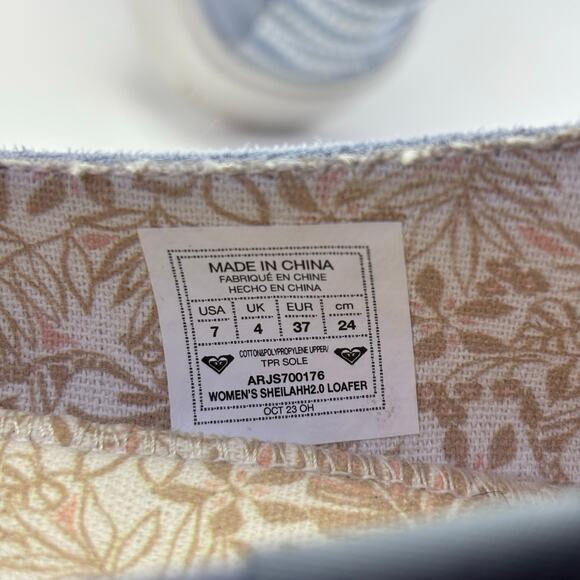 MADE IN CHINA
FABRIQUÉ EN CHINE
HECHO EN CHINA
USA UK EUR cm
7 4 37 24
COTTON&POLYPROPYLENE UPPER/
TPR SOLE
ARJS700176
WOMEN'S SHEILAHH2.0 LOAFER
OCT 23 OH